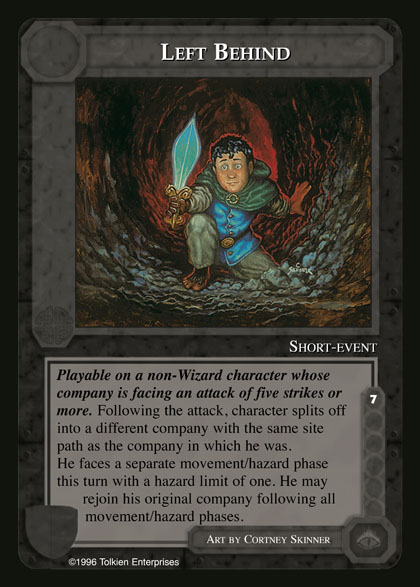 Left Behind
Short-event
Playable on a non-Wizard character whose
company is facing an attack of five strikes or
more. Following the attack, character splits off
into a different company with the same site
path as the company in which he was.
He faces a separate movement/hazard phase
this turn with a hazard limit of one. He may
rejoin his original company following all
movement/hazard phases.
7
Art by Cortney Skinner
©1996 Tolkien Enterprises